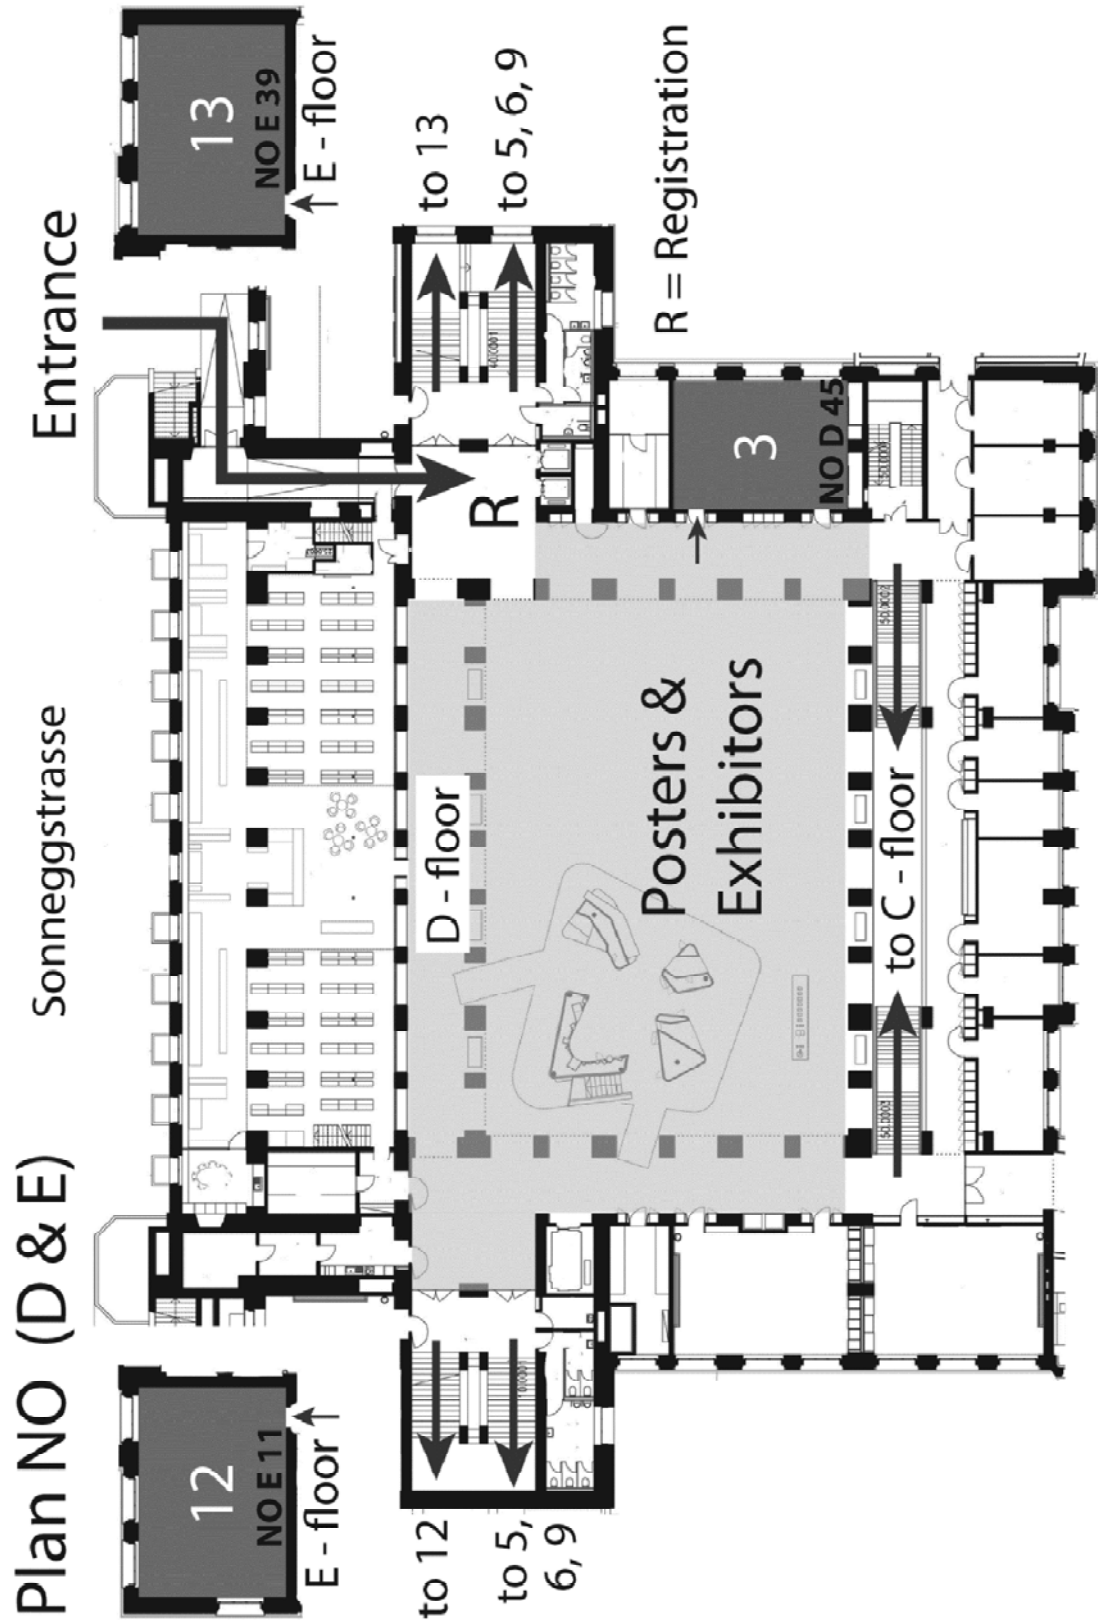 Plan NO (D & E)
Sonneggstrasse
Entrance
12
NO E 11
E - floor
13
NO E 39
E - floor
to 12
to 5,
6, 9
D - floor
R
to 13
to 5, 6, 9
Posters &
Exhibitors
R = Registration
3
NO D 45
to C - floor